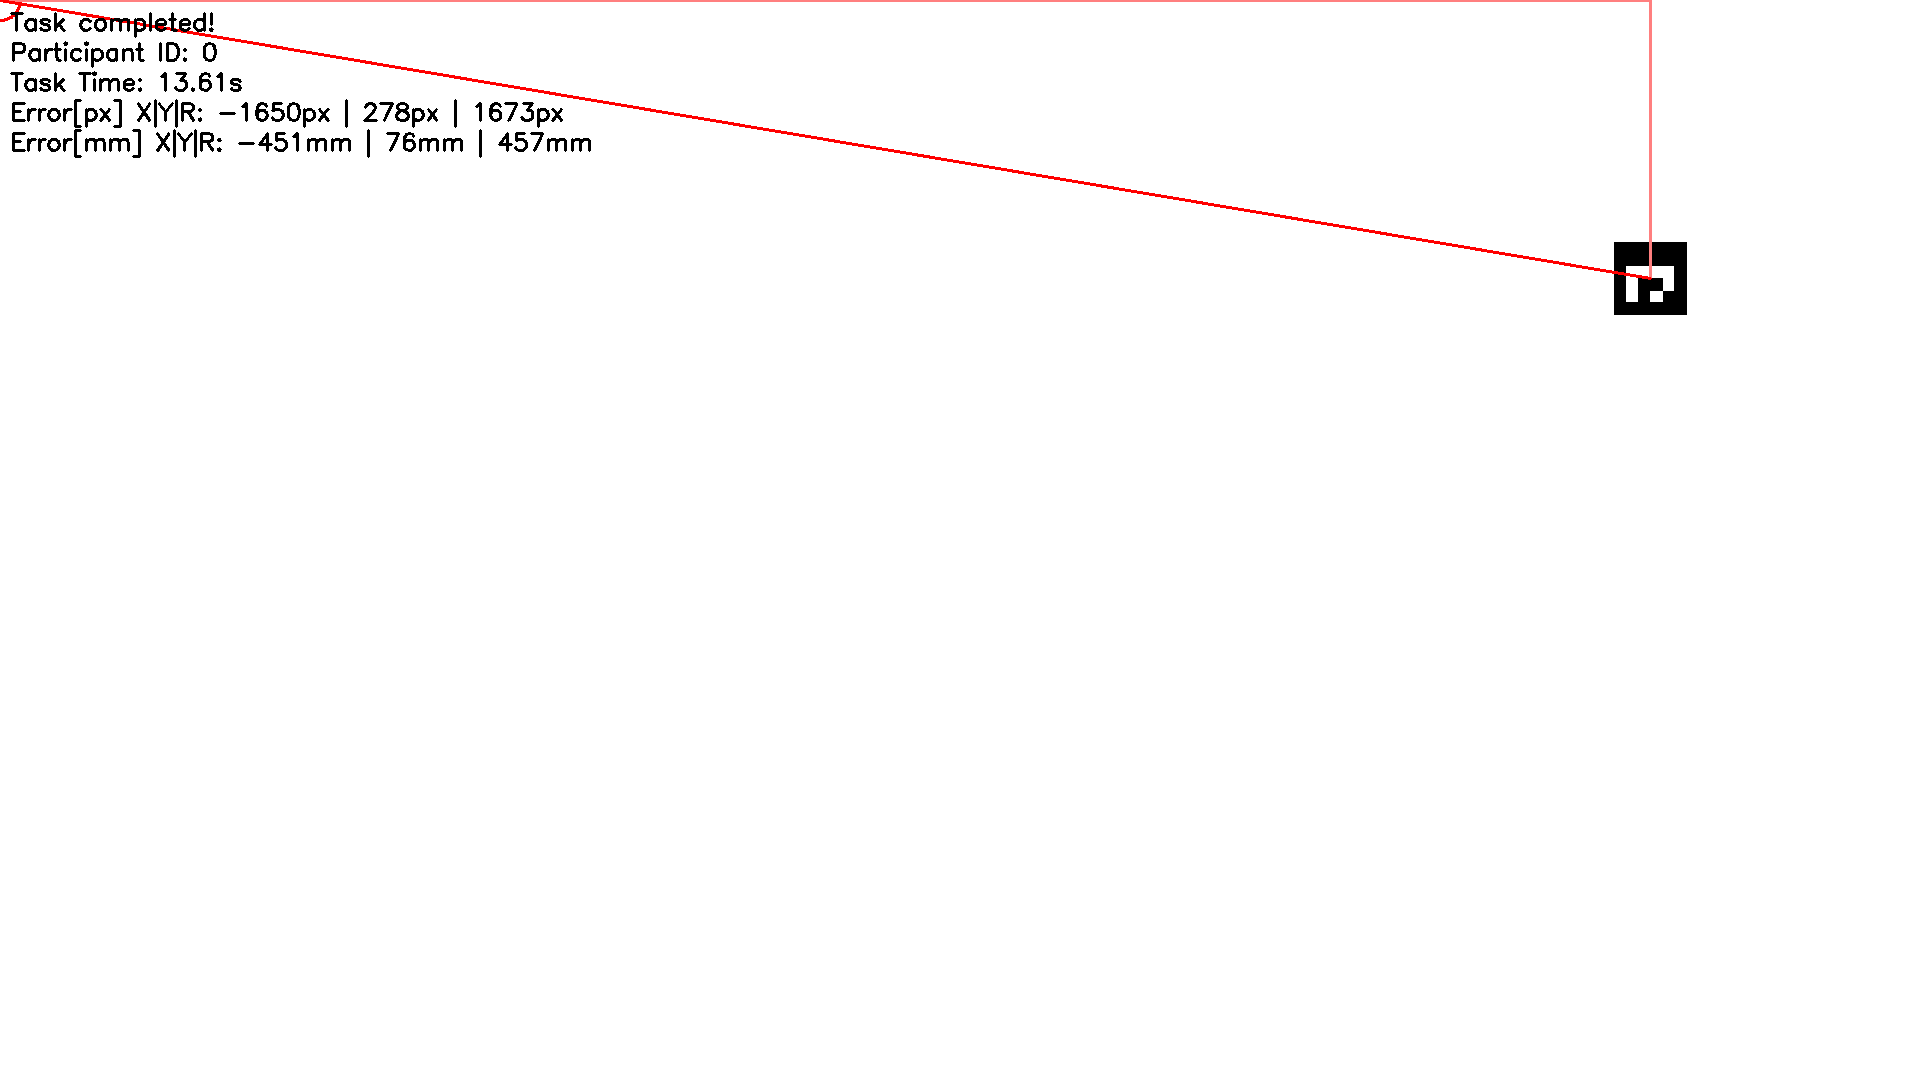 Task completed!
Participant ID: 0
Task Time: 13.61s
Error[px] X|Y|R: -1650px | 278px | 1673px
Error[mm] X|Y|R: -451mm | 76mm | 457mm